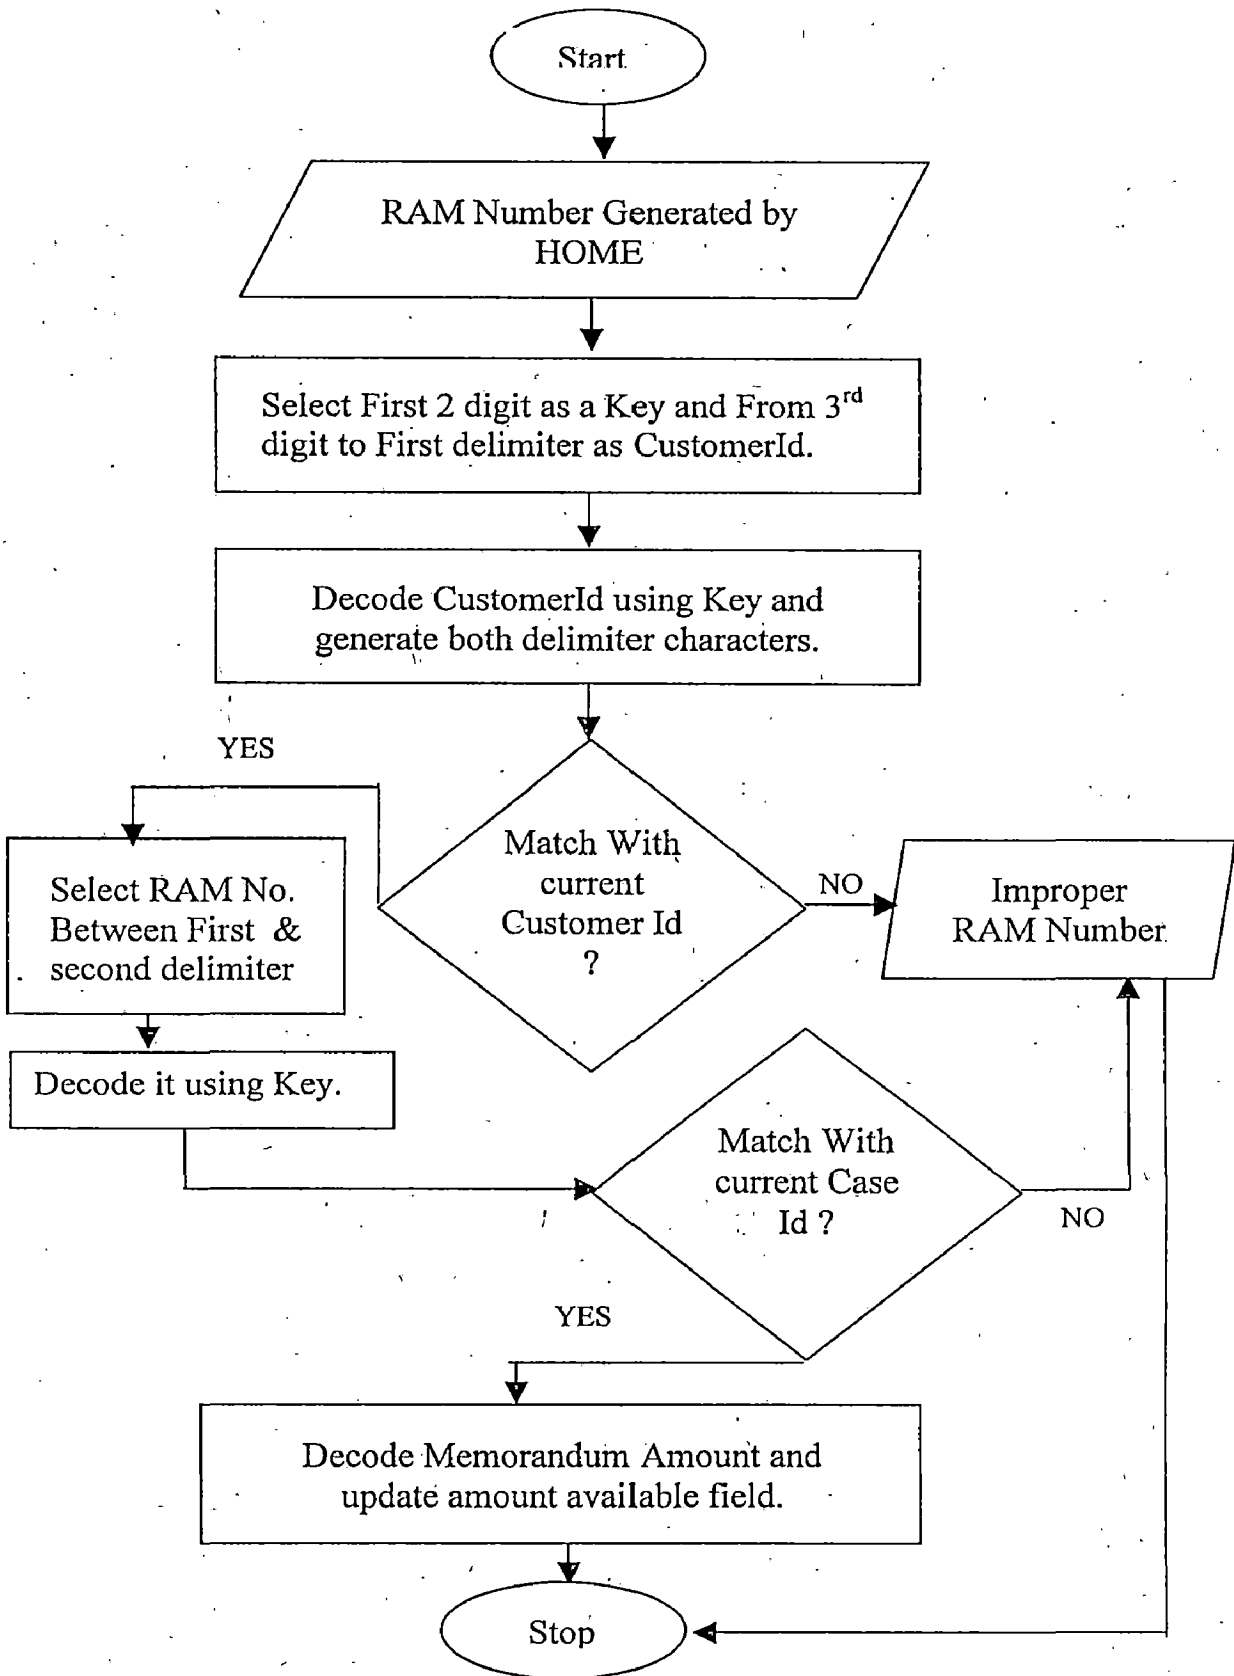 Start
RAM Number Generated by
HOME
Select First 2 digit as a Key and From 3rd
digit to First delimiter as CustomerId.
Decode CustomerId using Key and
generate both delimiter characters.
YES
Match With
current
Customer Id
?
NO
Improper
RAM Number
Select RAM No.
Between First &
second delimiter
Decode it using Key.
Match With
current Case
Id ?
NO
YES
Decode Memorandum Amount and
update amount available field.
Stop